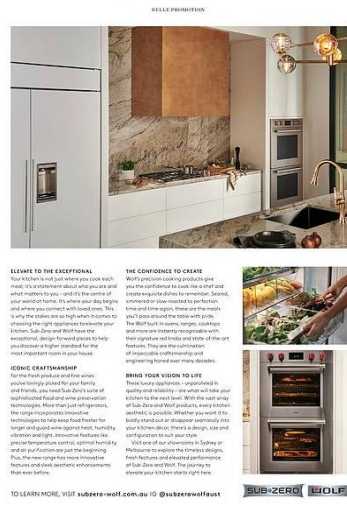 BELLE PROMOTION
ELEVATE TO THE EXCEPTIONAL
Your kitchen is not just where you cook each
meal; it's a statement about who you are and
what matters to you – and it's the centre of
your world at home. It's where your day begins
and where you connect with loved ones. This
is why the stakes are so high when it comes to
choosing the right appliances to elevate your
kitchen. Sub-Zero and Wolf have the
exceptional, design-forward pieces to help
you discover a higher standard for the
most important room in your house.
ICONIC CRAFTSMANSHIP
For the fresh produce and fine wines
you've lovingly picked for your family
and friends, you need Sub-Zero's suite of
sophisticated food and wine preservation
technologies. More than just refrigerators,
the range incorporates innovative
technologies to help keep food fresher for
longer and guard wine against heat, humidity,
vibration and light. Innovative features like
precise temperature control, optimal humidity
and air purification are just the beginning.
Plus, the new range has more innovative
features and sleek aesthetic enhancements
than ever before.
THE CONFIDENCE TO CREATE
Wolf's precision cooking products give
you the confidence to cook like a chef and
create exquisite dishes to remember. Seared,
simmered or slow-roasted to perfection
time and time again, these are the meals
you'll pass around the table with pride.
The Wolf built-in ovens, ranges, cooktops
and more are instantly recognisable with
their signature red knobs and state of the art
features. They are the culmination
of impeccable craftsmanship and
engineering honed over many decades.
BRING YOUR VISION TO LIFE
These luxury appliances – unparalleled in
quality and reliability – are what will take your
kitchen to the next level. With the vast array
of Sub-Zero and Wolf products, every kitchen
aesthetic is possible. Whether you want it to
boldly stand out or disappear seamlessly into
your kitchen décor, there's a design, size and
configuration to suit your style.
Visit one of our showrooms in Sydney or
Melbourne to explore the timeless designs,
fresh features and elevated performance
of Sub-Zero and Wolf. The journey to
elevate your kitchen starts right here.
TO LEARN MORE, VISIT subzero-wolf.com.au IG @subzerowolfaust
SUB-ZERO WOLF